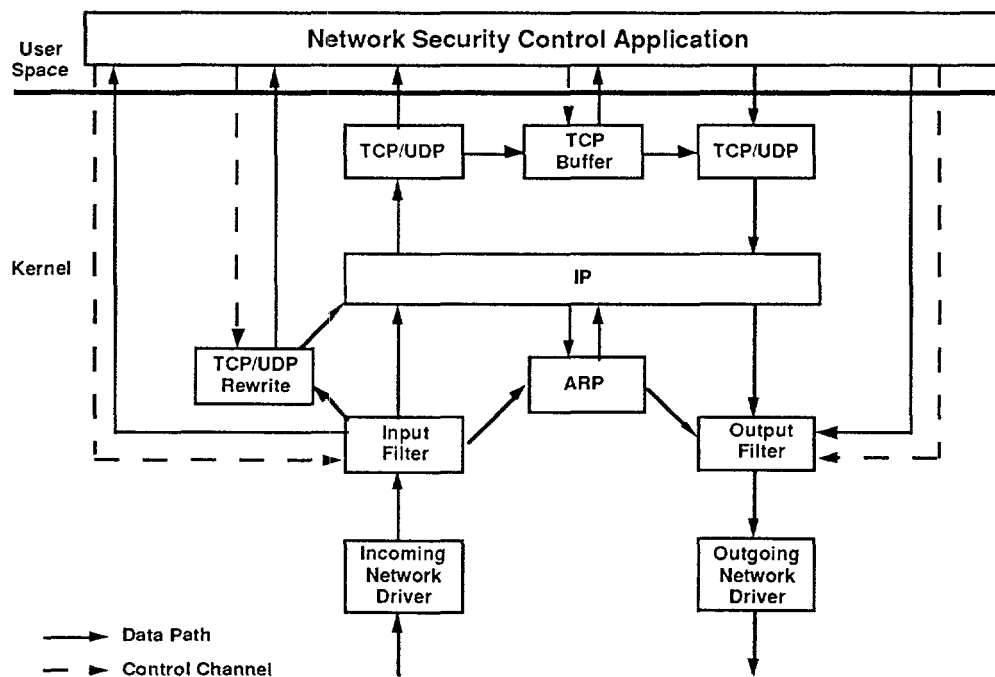 Network Security Control Application
User
Space
TCP/UDP
TCP
Buffer
TCP/UDP
Kernel
IP
TCP/UDP
Rewrite
ARP
Input
Filter
Output
Filter
Incoming
Network
Driver
Outgoing
Network
Driver
Data Path
Control Channel